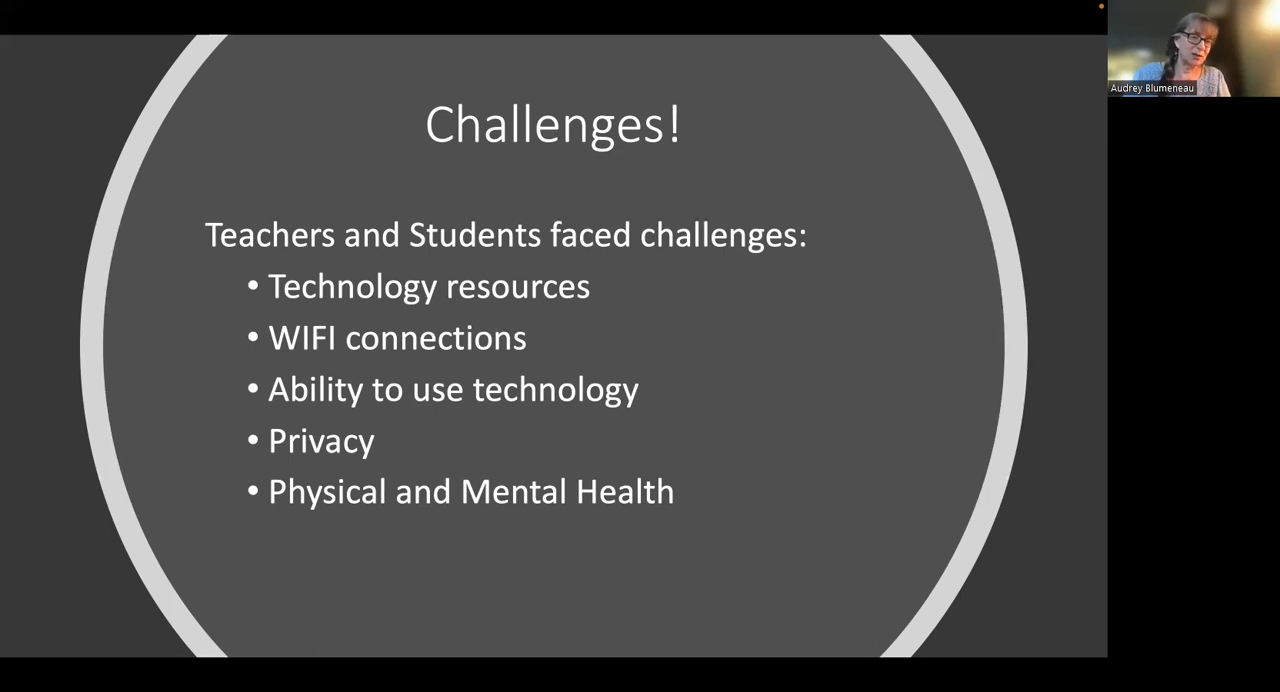 Challenges!
Teachers and Students faced challenges:
• Technology resources
• WIFI connections
• Ability to use technology
• Privacy
• Physical and Mental Health
Audrey Blumeneau